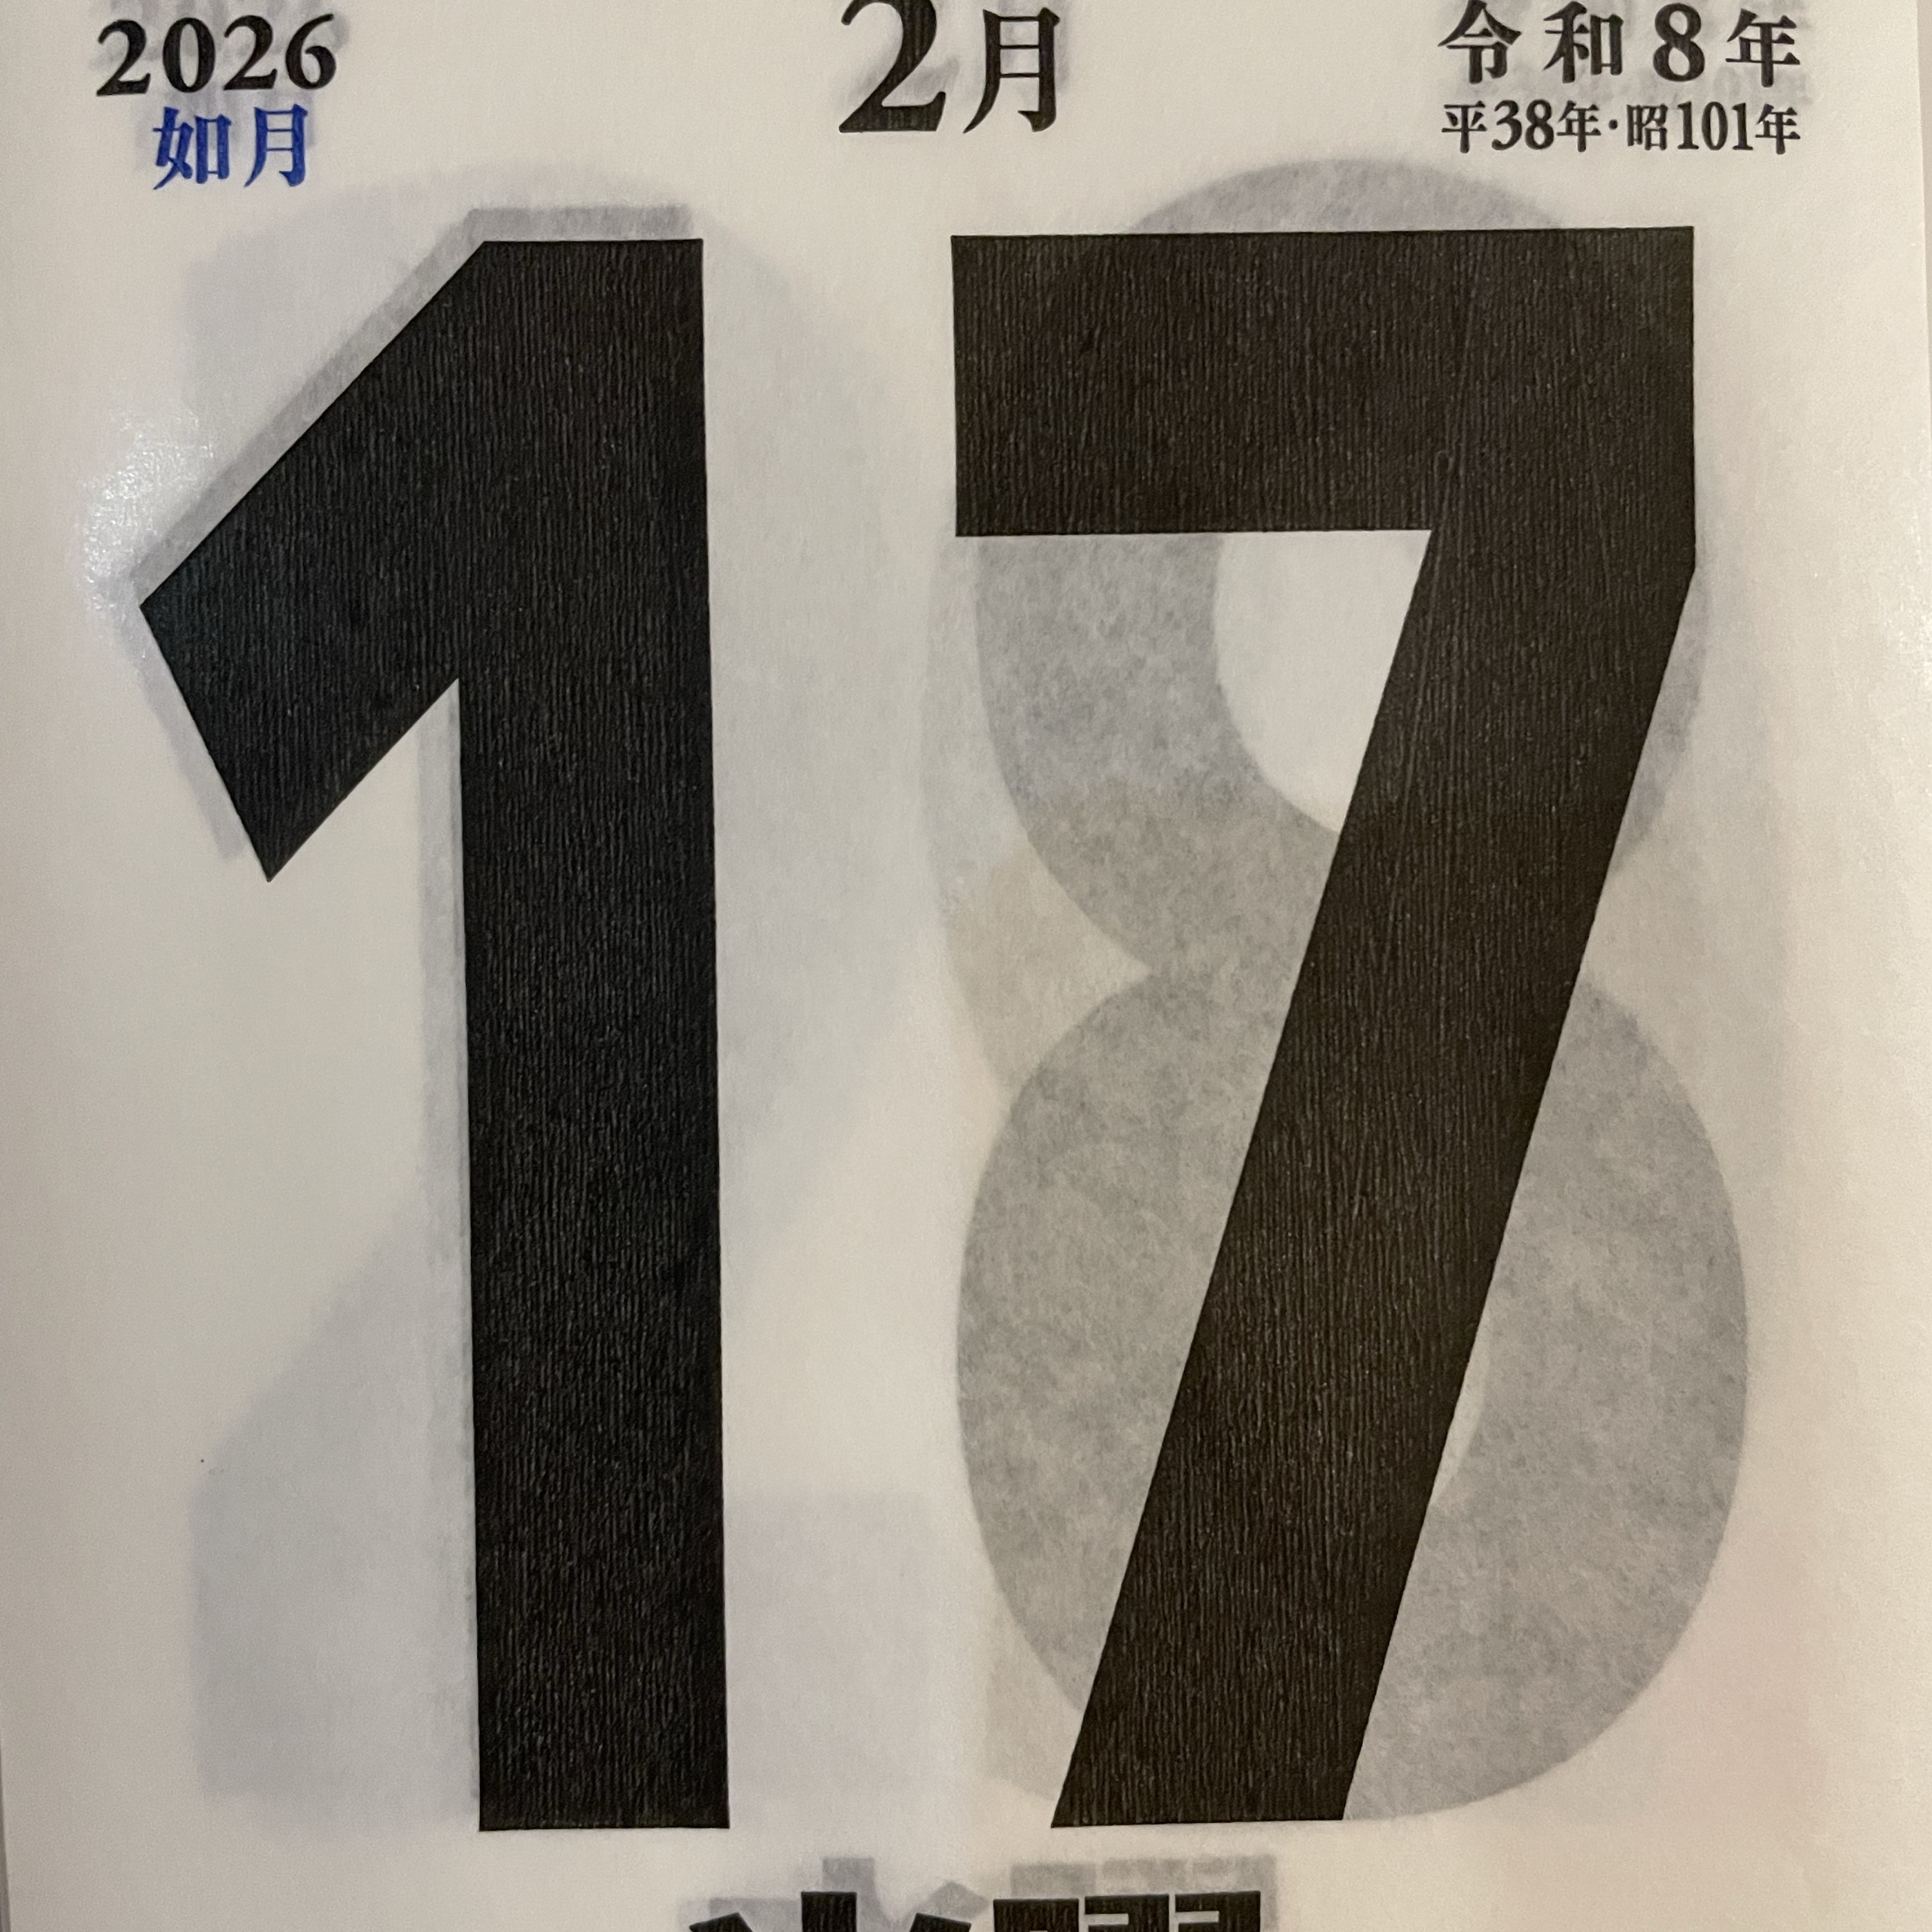 2026 2月 令和8年
如月 平38年·昭101年
17